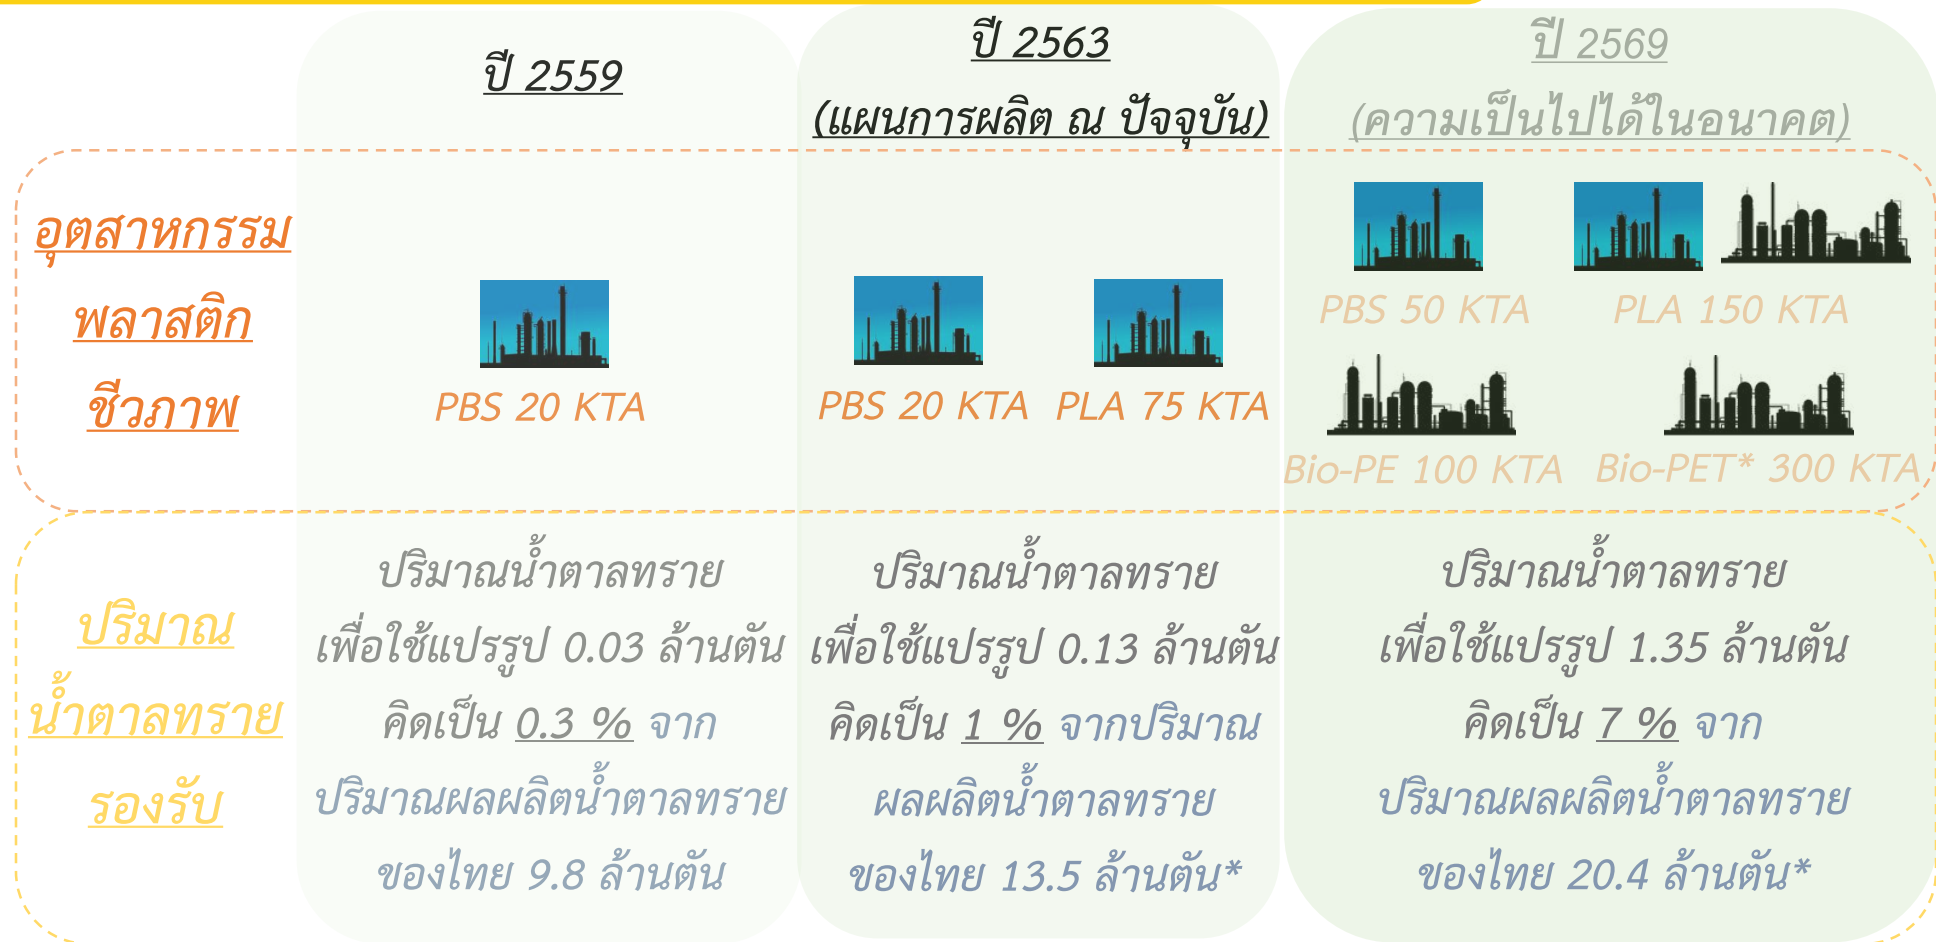 ปี 2559
ปี 2563
(แผนการผลิต ณ ปัจจุบัน)
ปี 2569
(ความเป็นไปได้ในอนาคต)
อุตสาหกรรม
พลาสติก
ชีวภาพ
PBS 20 KTA
PBS 20 KTA
PLA 75 KTA
PBS 50 KTA
PLA 150 KTA
Bio-PE 100 KTA
Bio-PET* 300 KTA
ปริมาณ
น้ำตาลทราย
รองรับ
ปริมาณน้ำตาลทราย
เพื่อใช้แปรรูป 0.03 ล้านตัน
คิดเป็น 0.3 % จาก
ปริมาณผลผลิตน้ำตาลทราย
ของไทย 9.8 ล้านตัน
ปริมาณน้ำตาลทราย
เพื่อใช้แปรรูป 0.13 ล้านตัน
คิดเป็น 1 % จากปริมาณ
ผลผลิตน้ำตาลทราย
ของไทย 13.5 ล้านตัน*
ปริมาณน้ำตาลทราย
เพื่อใช้แปรรูป 1.35 ล้านตัน
คิดเป็น 7 % จาก
ปริมาณผลผลิตน้ำตาลทราย
ของไทย 20.4 ล้านตัน*